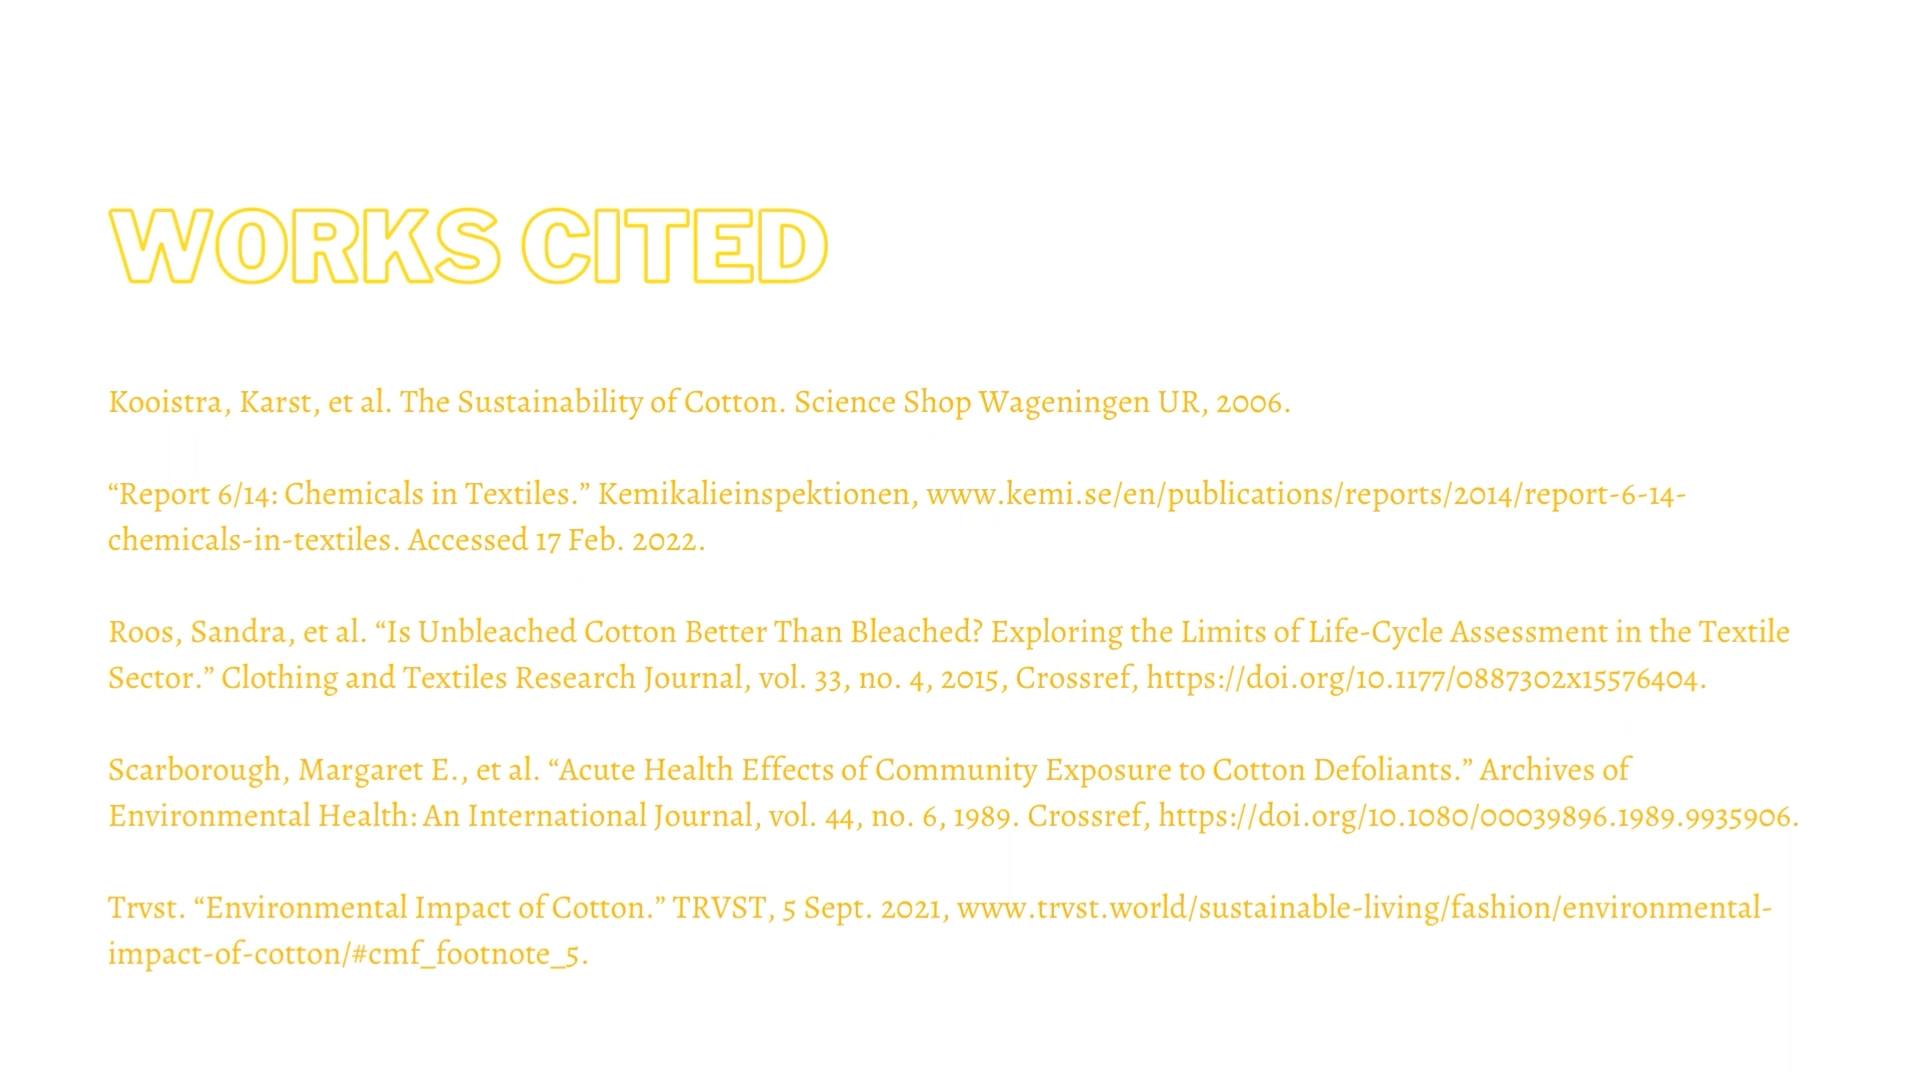 WORKS CITED
Kooistra, Karst, et al. The Sustainability of Cotton. Science Shop Wageningen UR, 2006.
“Report 6/14: Chemicals in Textiles.” Kemikalieinspektionen, www.kemi.se/en/publications/reports/2014/report-6-14-
chemicals-in-textiles. Accessed 17 Feb. 2022.
Roos, Sandra, et al. “Is Unbleached Cotton Better Than Bleached? Exploring the Limits of Life-Cycle Assessment in the Textile
Sector.” Clothing and Textiles Research Journal, vol. 33, no. 4, 2015, Crossref, https://doi.org/10.1177/0887302x15576404.
Scarborough, Margaret E., et al. “Acute Health Effects of Community Exposure to Cotton Defoliants.” Archives of
Environmental Health: An International Journal, vol. 44, no. 6, 1989. Crossref, https://doi.org/10.1080/00039896.1989.9935906.
Trvst. “Environmental Impact of Cotton.” TRVST, 5 Sept. 2021, www.trvst.world/sustainable-living/fashion/environmental-
impact-of-cotton/#cmf_footnote_5.